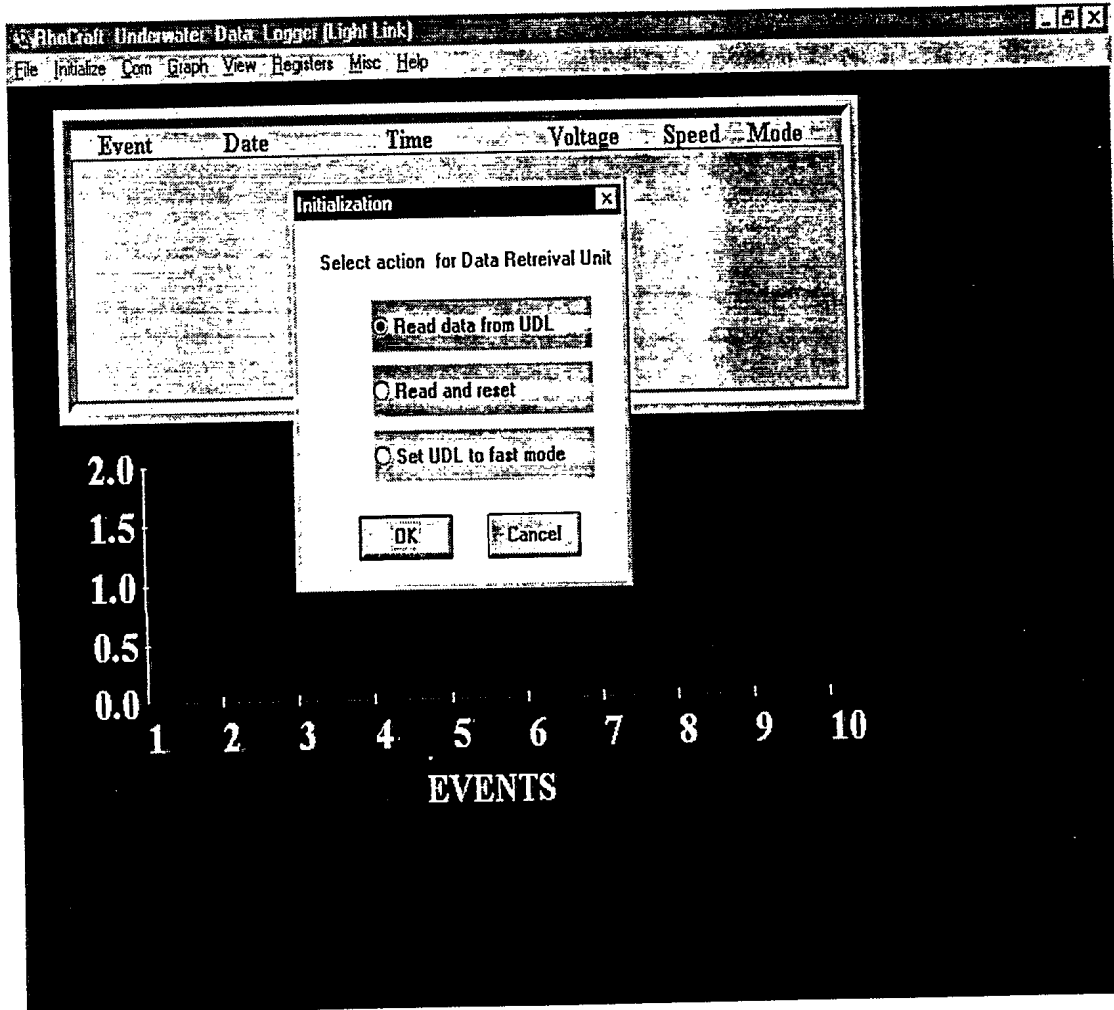 RhoCraft Underwater Data Logger (Light Link)
File Initialize Com Graph View Registers Misc Help
Event Date Time Voltage Speed Mode
Initialization
Select action for Data Retreival Unit
Read data from UDL
Read and reset
Set UDL to fast mode
OK Cancel
2.0
1.5
1.0
0.5
0.0
1 2 3 4 5 6 7 8 9 10
EVENTS